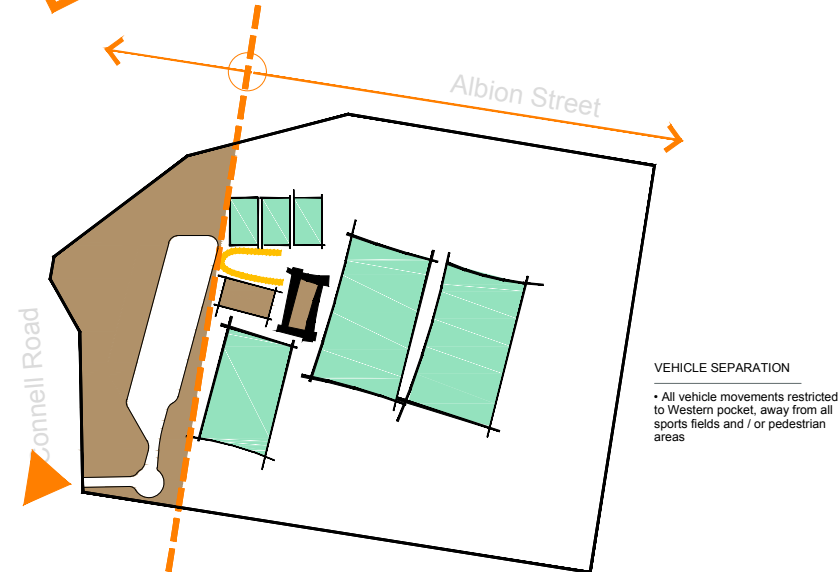 Albion Street
Connell Road
VEHICLE SEPARATION
• All vehicle movements restricted
to Western pocket, away from all
sports fields and / or pedestrian
areas